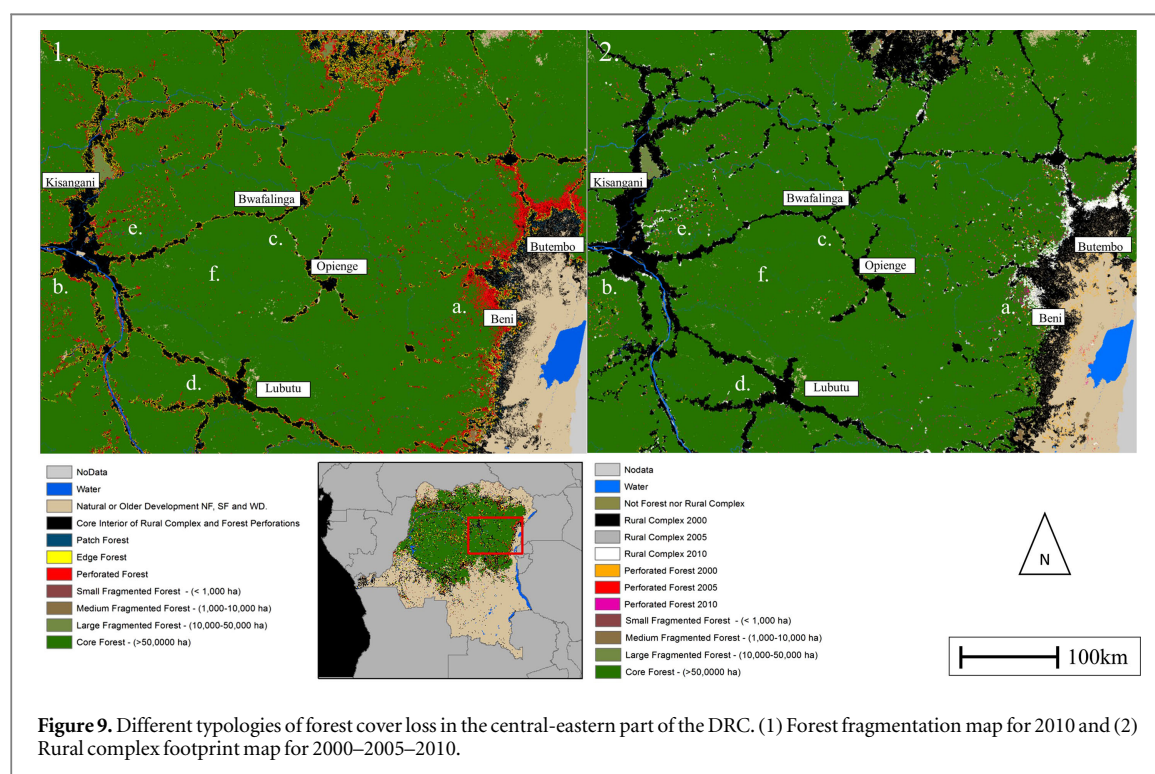 1.
Kisangani
Bwafalinga
e.
c.
Opienge
Butembo
f.
b.
a.
Beni
d.
Lubutu
2.
Kisangani
Bwafalinga
e.
c.
Opienge
Butembo
f.
b.
a.
Beni
d.
Lubutu
NoData
Water
Natural or Older Development NF, SF and WD.
Core Interior of Rural Complex and Forest Perforations
Patch Forest
Edge Forest
Perforated Forest
Small Fragmented Forest - (< 1,000 ha)
Medium Fragmented Forest - (1,000-10,000 ha)
Large Fragmented Forest - (10,000-50,000 ha)
Core Forest - (>50,0000 ha)
Nodata
Water
Not Forest nor Rural Complex
Rural Complex 2000
Rural Complex 2005
Rural Complex 2010
Perforated Forest 2000
Perforated Forest 2005
Perforated Forest 2010
Small Fragmented Forest - (< 1,000 ha)
Medium Fragmented Forest - (1,000-10,000 ha)
Large Fragmented Forest - (10,000-50,000 ha)
Core Forest - (>50,0000 ha)
N
100km
Figure 9. Different typologies of forest cover loss in the central-eastern part of the DRC. (1) Forest fragmentation map for 2010 and (2)
Rural complex footprint map for 2000–2005–2010.